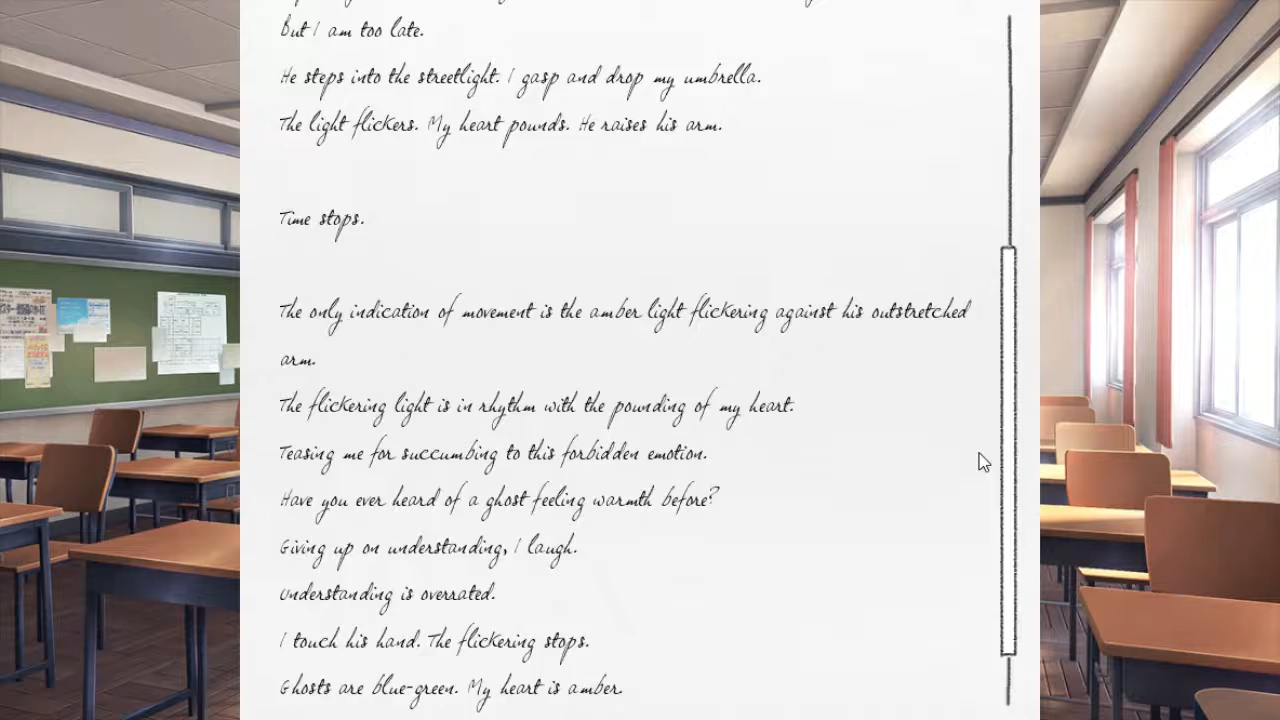 But I am too late.
He steps into the streetlight. I gasp and drop my umbrella.
The light flickers. My heart pounds. He raises his arm.
Time stops.
The only indication of movement is the amber light flickering against his outstretched
arm.
The flickering light is in rhythm with the pounding of my heart.
Teasing me for succumbing to this forbidden emotion.
Have you ever heard of a ghost feeling warmth before?
Giving up on understanding, I laugh.
Understanding is overrated.
I touch his hand. The flickering stops.
Ghosts are blue-green. My heart is amber.